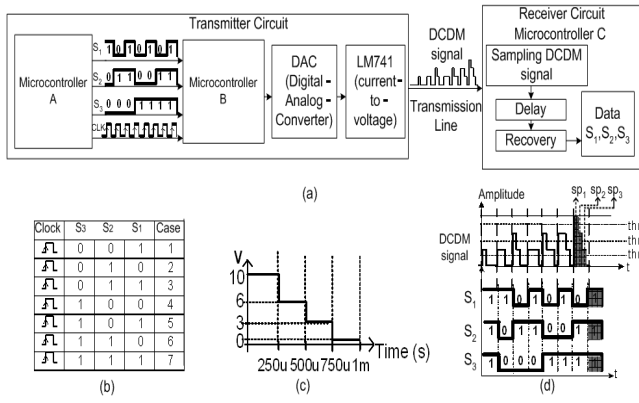 Transmitter Circuit
Receiver Circuit
Microcontroller C
Microcontroller
A
S1 1 0 1 0 1 0 1
S2 0 1 1 0 0 1 1
S3 0 0 0 1 1 1 1
CLK
Microcontroller
B
DAC
(Digital-
Analog-
Converter)
LM741
(current-
to-
voltage)
DCDM
signal
Transmission
Line
Sampling DCDM
signal
Delay
Recovery
Data
S1,S2,S3
(a)
Clock S3 S2 S1 Case
0 0 1 1
0 1 0 2
0 1 1 3
1 0 0 4
1 0 1 5
1 1 0 6
1 1 1 7
(b)
V
10
6
3
0
Time (s)
250u 500u 750u 1m
(c)
Amplitude
sp1 sp2 sp3
DCDM
signal
thr
thr
thr
t
S1 1 1 0 1 0 1 0
S2 1 0 1 1 0 0 1
S3 1 0 0 0 1 1 1
t
(d)